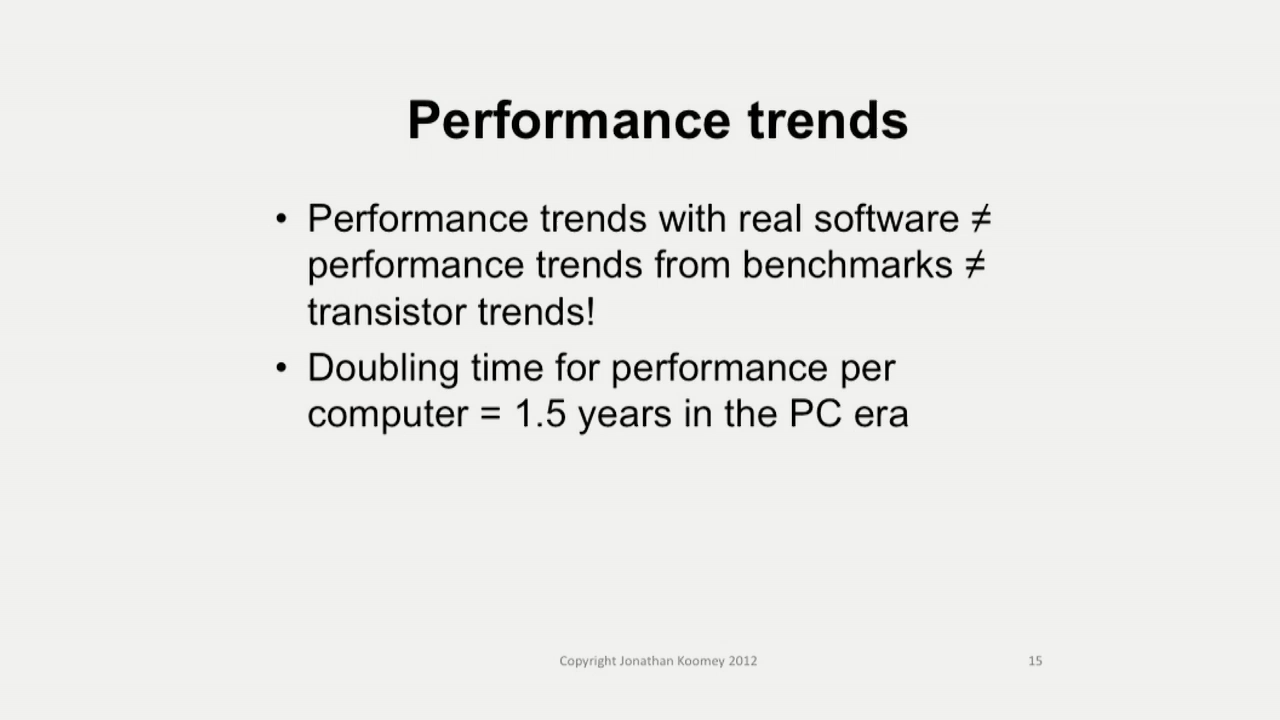 Performance trends
• Performance trends with real software ≠
performance trends from benchmarks ≠
transistor trends!
• Doubling time for performance per
computer = 1.5 years in the PC era
Copyright Jonathan Koomey 2012
15